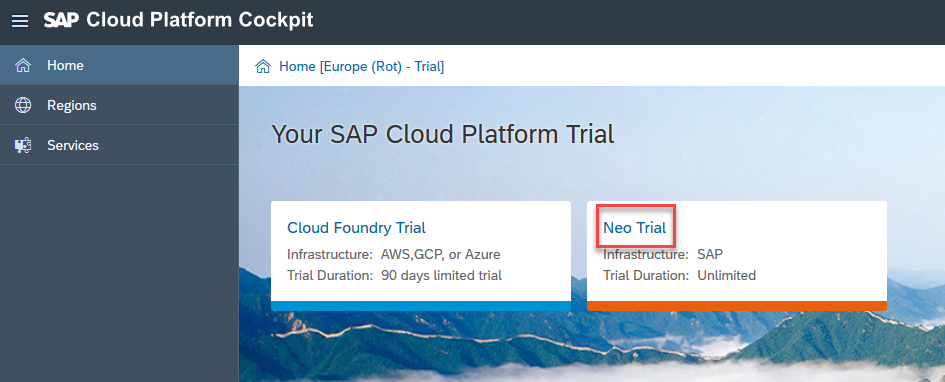 SAP Cloud Platform Cockpit
Home
Regions
Services
Home [Europe (Rot) - Trial]
Your SAP Cloud Platform Trial
Cloud Foundry Trial
Infrastructure: AWS,GCP, or Azure
Trial Duration: 90 days limited trial
Neo Trial
Infrastructure: SAP
Trial Duration: Unlimited